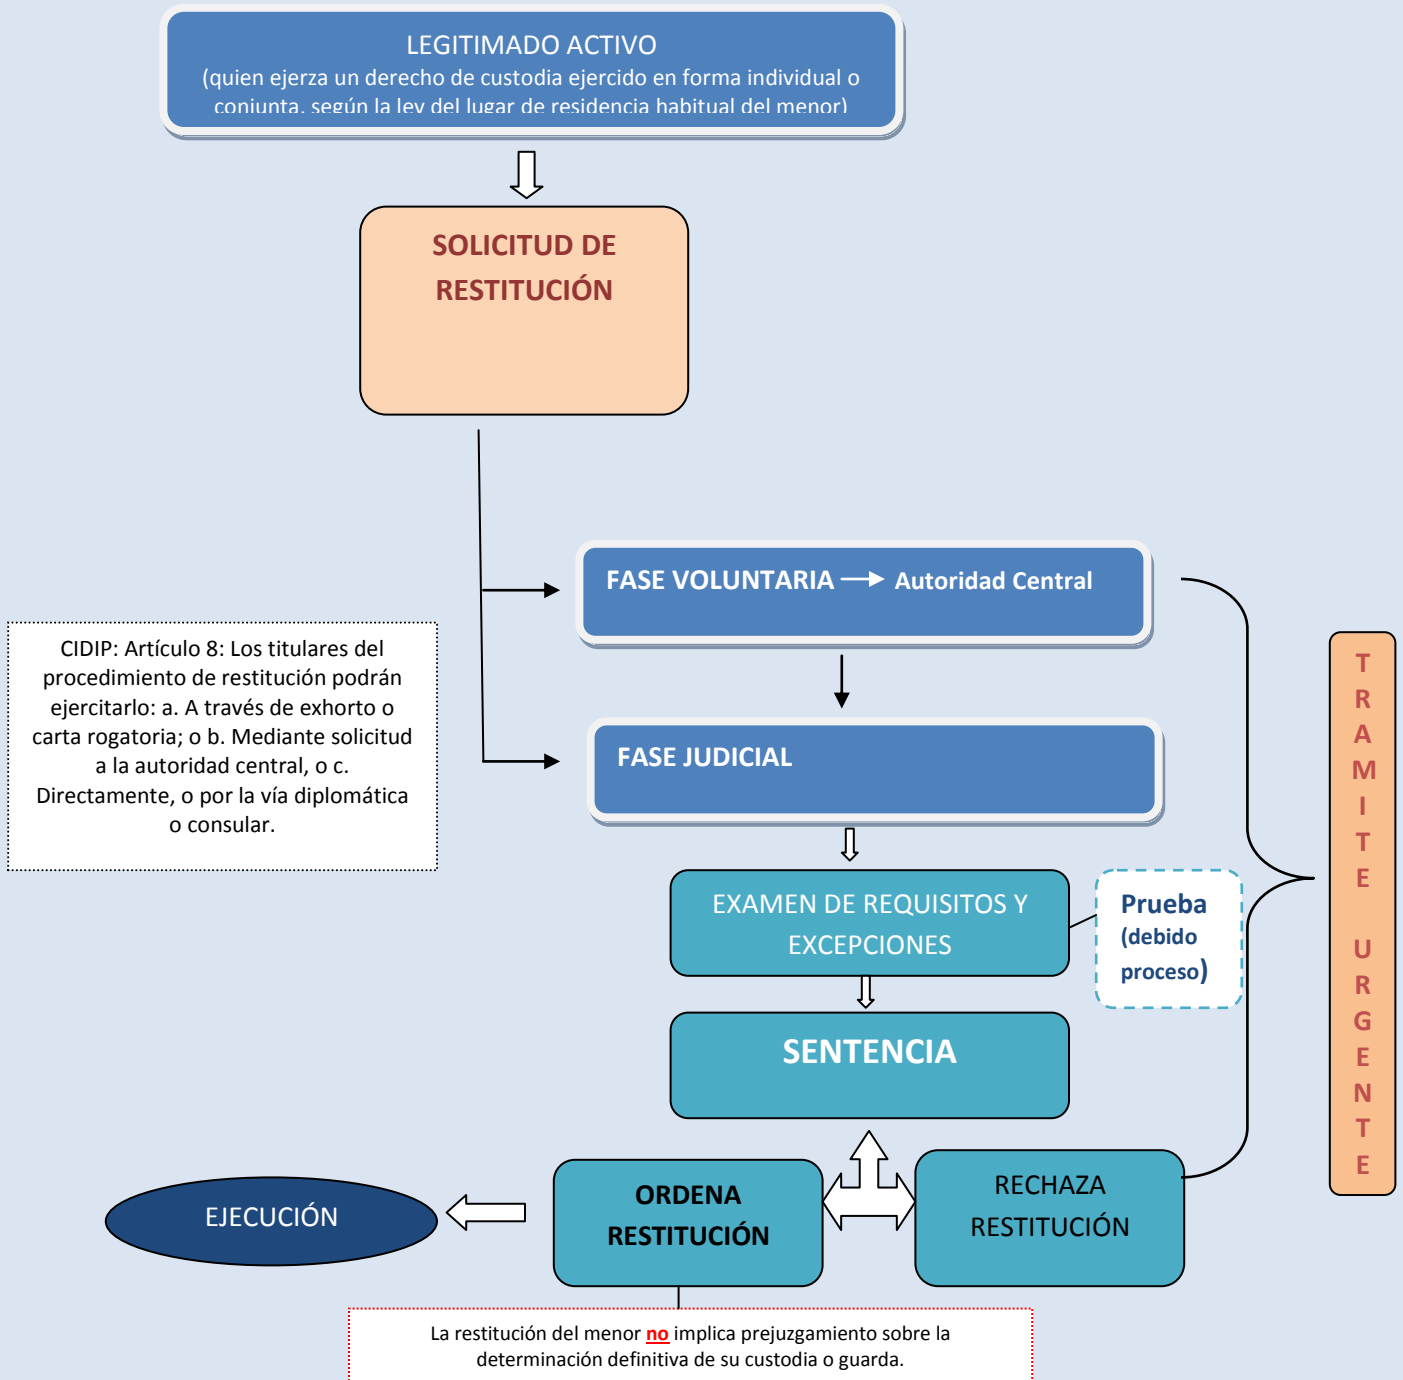 LEGITIMADO ACTIVO
(quien ejerza un derecho de custodia ejercido en forma individual o
conjunta, según la ley del lugar de residencia habitual del menor)
SOLICITUD DE
RESTITUCIÓN
FASE VOLUNTARIA → Autoridad Central
CIDIP: Artículo 8: Los titulares del
procedimiento de restitución podrán
ejercitarlo: a. A través de exhorto o
carta rogatoria; o b. Mediante solicitud
a la autoridad central, o c.
Directamente, o por la vía diplomática
o consular.
FASE JUDICIAL
EXAMEN DE REQUISITOS Y
EXCEPCIONES
Prueba
(debido
proceso)
SENTENCIA
ORDENA
RESTITUCIÓN
RECHAZA
RESTITUCIÓN
EJECUCIÓN
La restitución del menor no implica prejuzgamiento sobre la
determinación definitiva de su custodia o guarda.
T
R
A
M
I
T
E
U
R
G
E
N
T
E